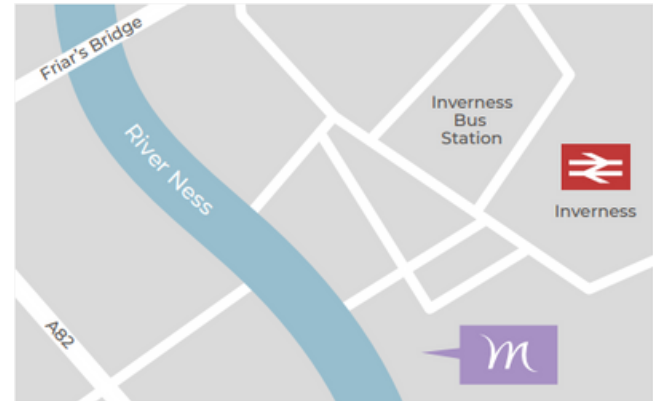 Friar's Bridge
River Ness
Inverness
Bus
Station
Inverness
A82
m